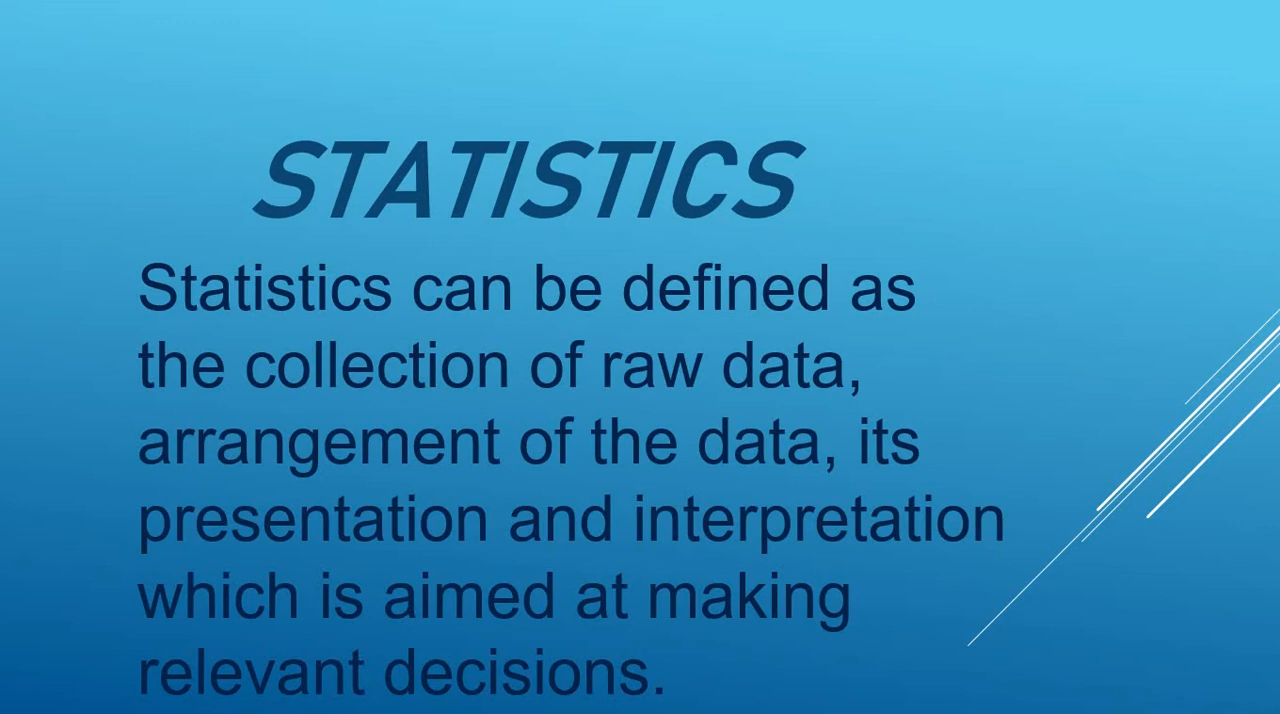 STATISTICS
Statistics can be defined as
the collection of raw data,
arrangement of the data, its
presentation and interpretation
which is aimed at making
relevant decisions.